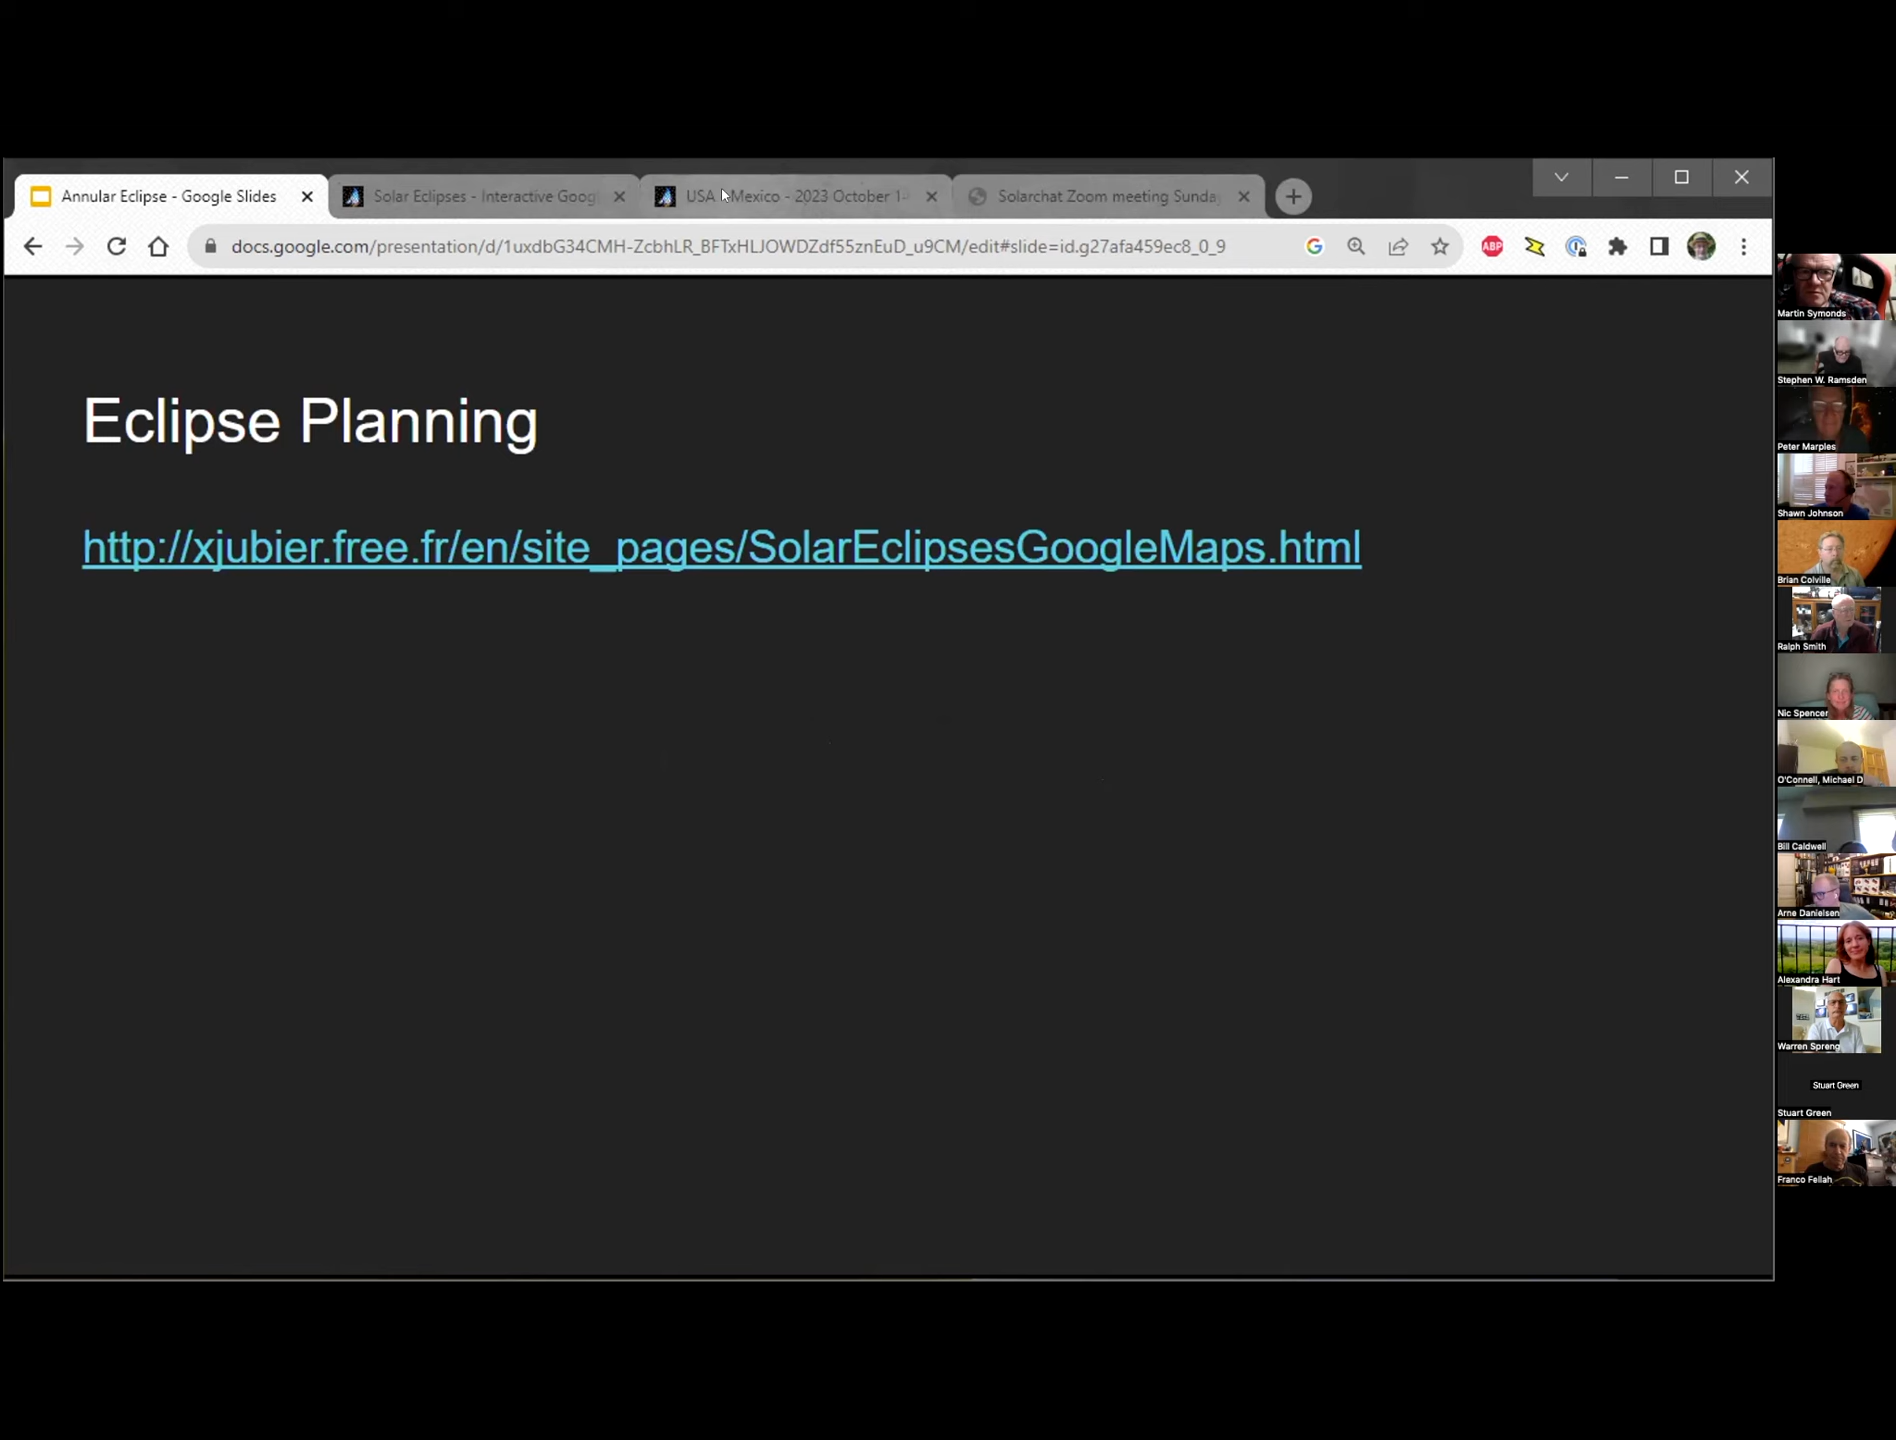 Annular Eclipse - Google Slides
Solar Eclipses - Interactive Goog
USA Mexico - 2023 October 1
Solarchat Zoom meeting Sunda
docs.google.com/presentation/d/1uxdbG34CMH-ZcbhLR_BFTxHLJOWDZdf55znEuD_u9CM/edit#slide=id.g27afa459ec8_0_9
ABP
Eclipse Planning
http://xjubier.free.fr/en/site_pages/SolarEclipsesGoogleMaps.html
Martin Symonds
Stephen W. Ramsden
Peter Marples
Shawn Johnson
Brian Colville
Ralph Smith
Nic Spencer
O'Connell, Michael D
Bill Caldwell
Arne Danielsen
Alexandra Hart
Warren Spreng
Stuart Green
Stuart Green
Franco Fellah